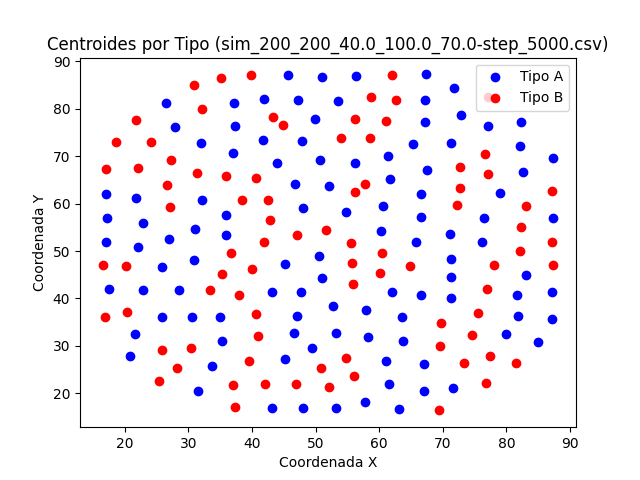 Centroides por Tipo (sim_200_200_40.0_100.0_70.0-step_5000.csv)
90
80
70
60
50
40
30
20
Coordenada Y
Tipo A
Tipo B
20 30 40 50 60 70 80 90
Coordenada X